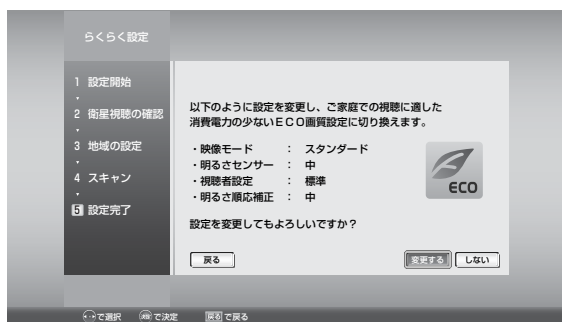 らくらく設定
1 設定開始
2 衛星視聴の確認
3 地域の設定
4 スキャン
5 設定完了
以下のように設定を変更し、ご家庭での視聴に適した
消費電力の少ないＥＣＯ画質設定に切り換えます。
・映像モード ： スタンダード
・明るさセンサー ： 中
・視聴者設定 ： 標準
・明るさ順応補正 ： 中
ECO
設定を変更してもよろしいですか？
戻る 変更する しない
で選択 決定 で決定 戻る で戻る